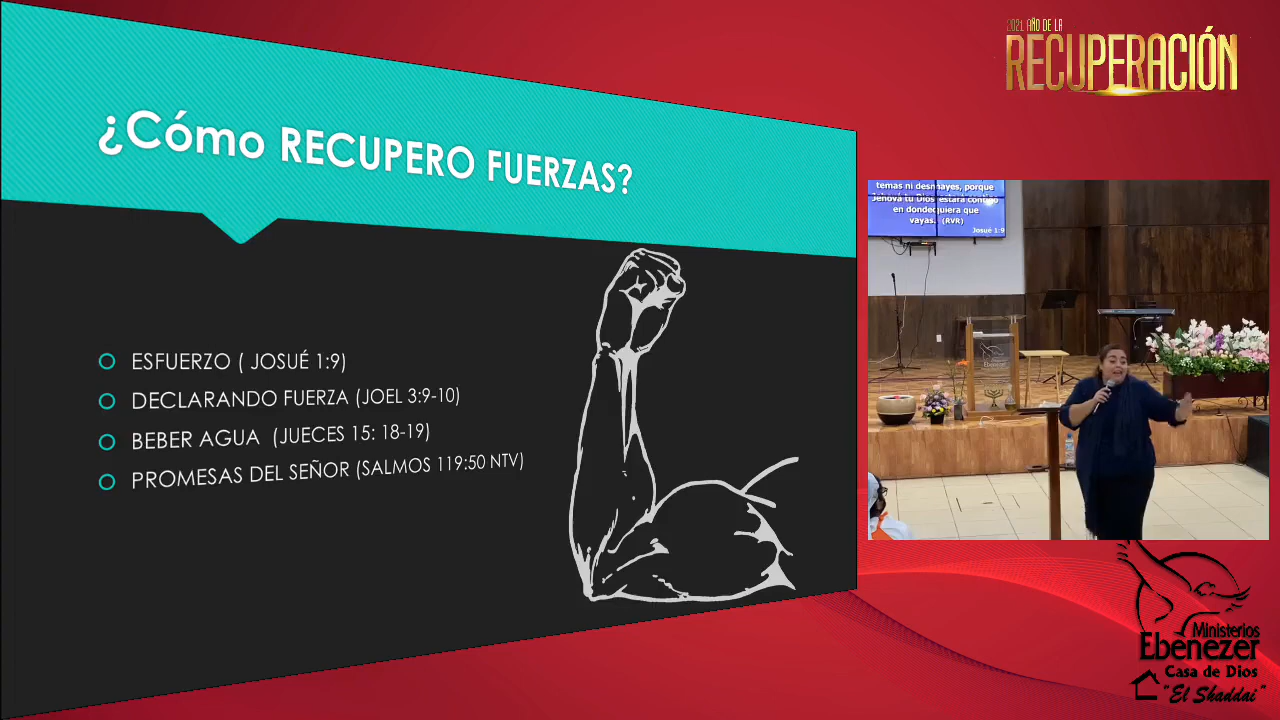 ¿Cómo RECUPERO FUERZAS?
ESFUERZO ( JOSUÉ 1:9)
DECLARANDO FUERZA (JOEL 3:9-10)
BEBER AGUA (JUECES 15: 18-19)
PROMESAS DEL SEÑOR (SALMOS 119:50 NTV)
2021 AÑO DE LA
RECUPERACIÓN
temas ni desmayes, porque
Jehová tu Dios estará contigo
en dondequiera que
vayas. (RVR)
Josué 1:9
Ministerios
Ebenezer
Casa de Dios
"El Shaddai"